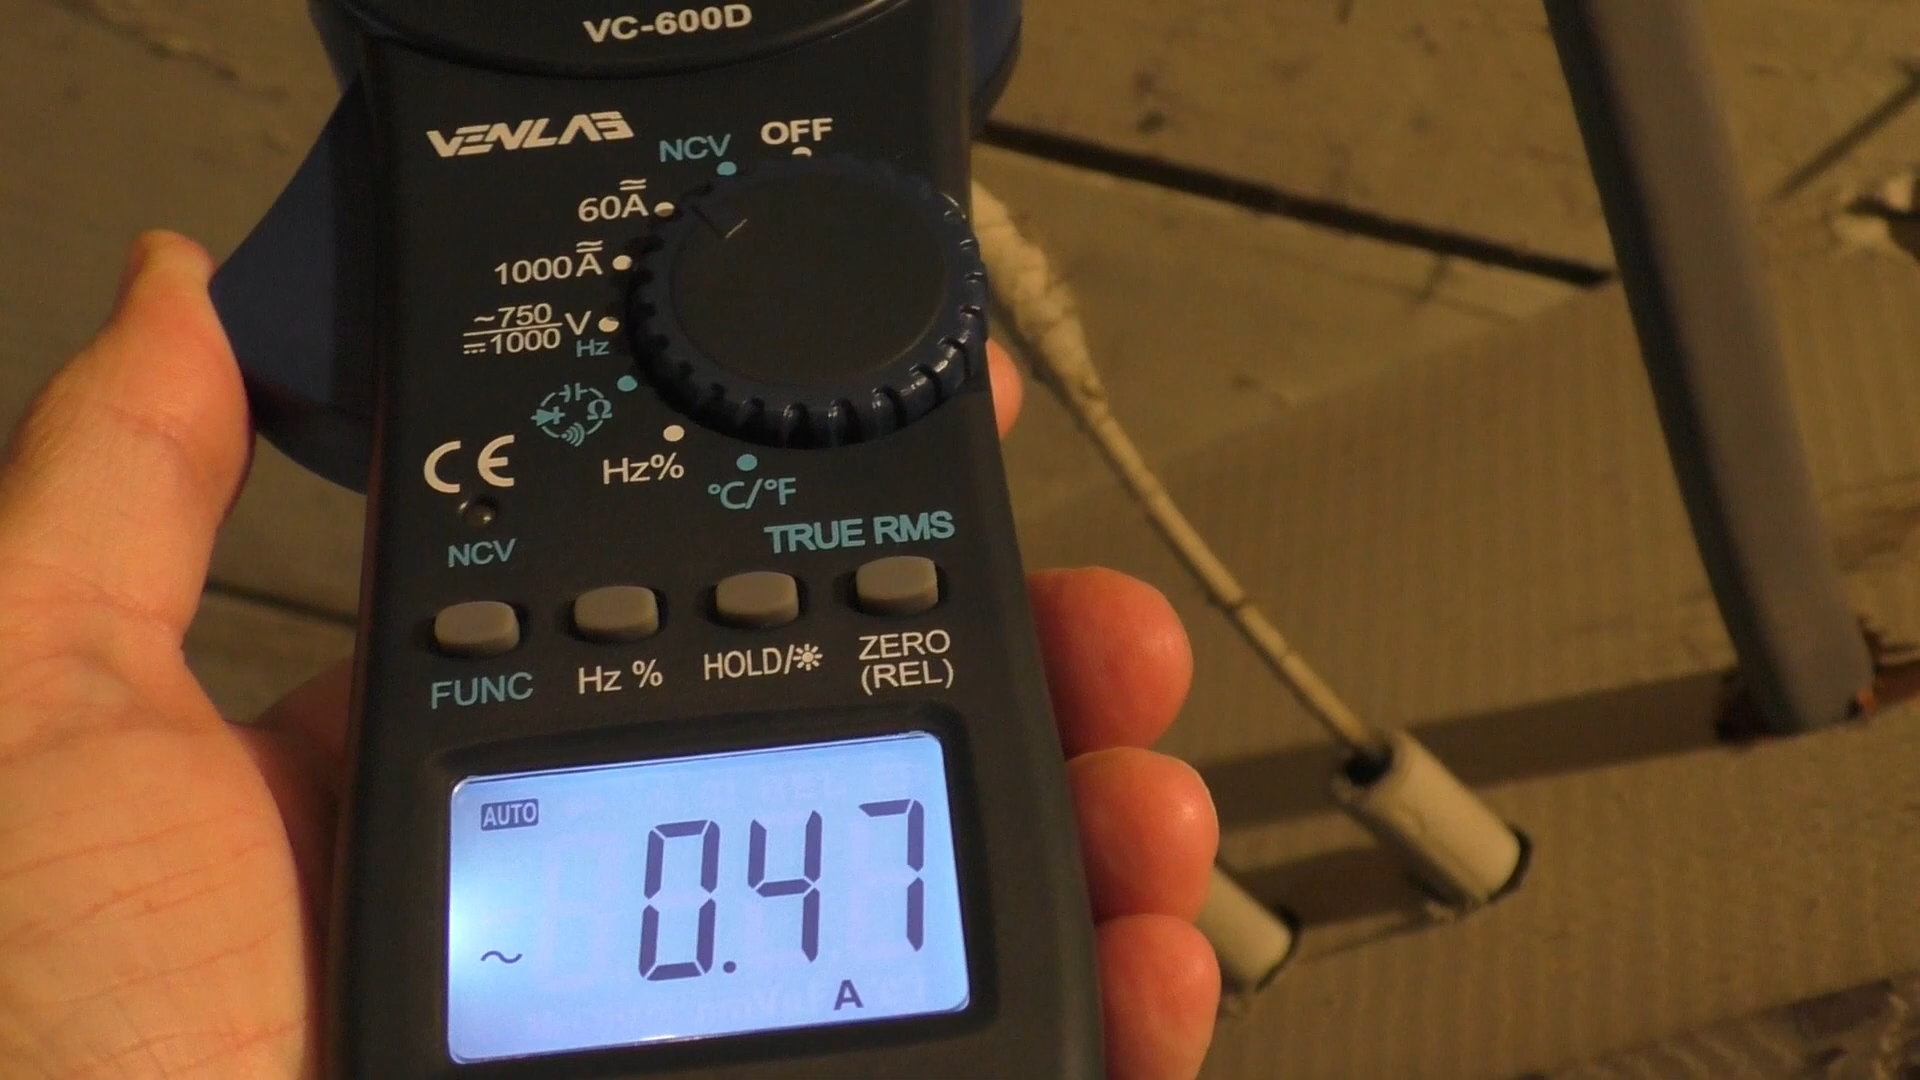 VC-600D
VENLAB
NCV
OFF
60A
1000A
~750
1000
V
Hz
Ω
CE
Hz%
°C/°F
NCV
TRUE RMS
FUNC
Hz %
HOLD/☀
ZERO
(REL)
AUTO
~ 0.47
A